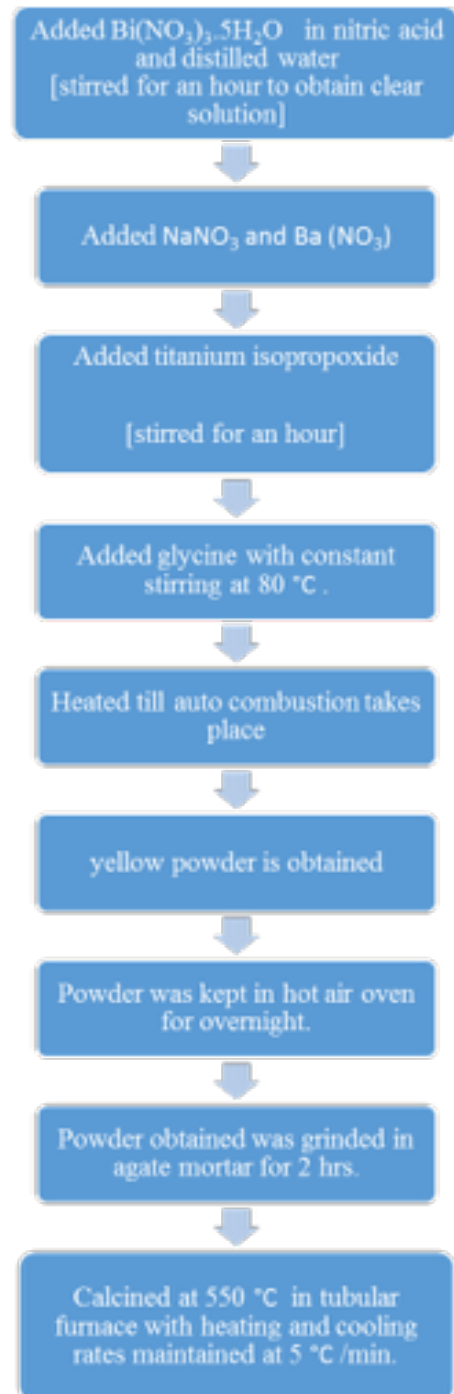 Added Bi(NO₃)₃.5H₂O in nitric acid
and distilled water
[stirred for an hour to obtain clear
solution]
Added NaNO₃ and Ba (NO₃)
Added titanium isopropoxide
[stirred for an hour]
Added glycine with constant
stirring at 80 °C .
Heated till auto combustion takes
place
yellow powder is obtained
Powder was kept in hot air oven
for overnight.
Powder obtained was grinded in
agate mortar for 2 hrs.
Calcined at 550 °C in tubular
furnace with heating and cooling
rates maintained at 5 °C /min.